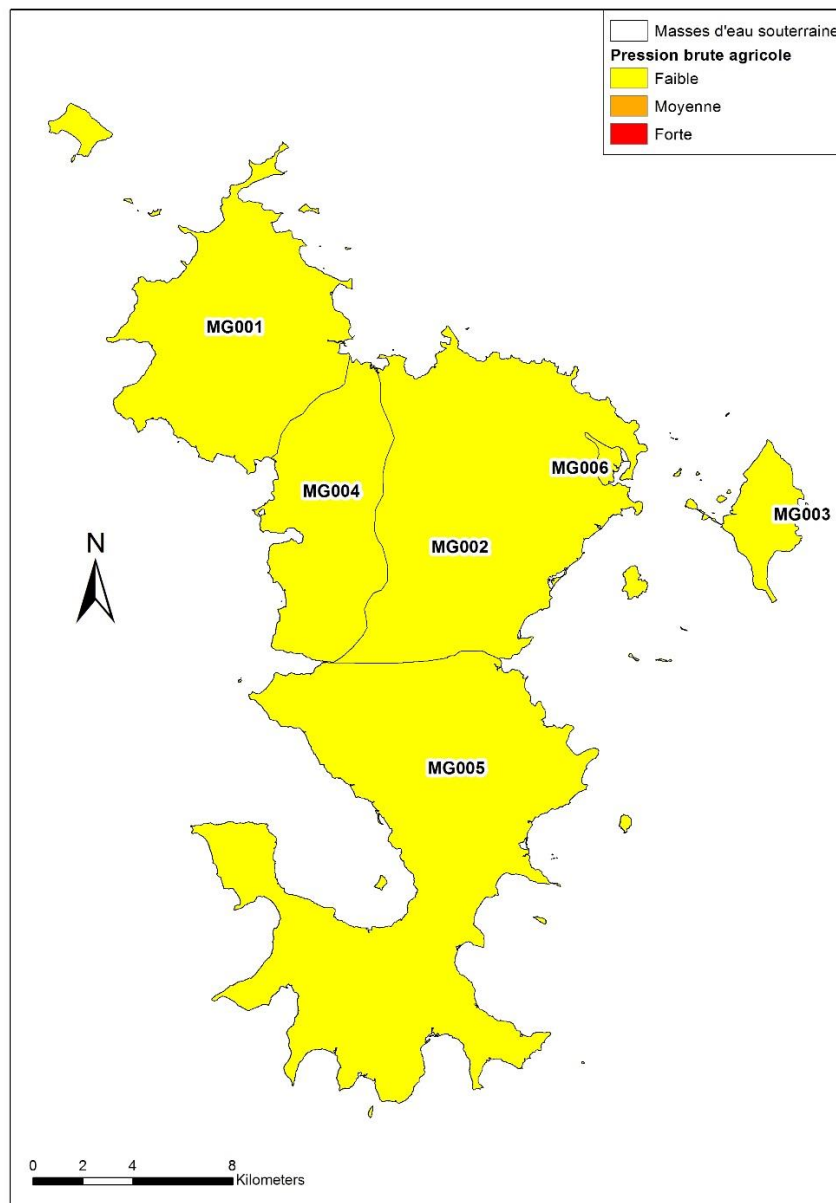 Masses d'eau souterraine
Pression brute agricole
Faible
Moyenne
Forte
MG001
MG004
MG006
MG003
MG002
N
MG005
0 2 4 8
Kilometers